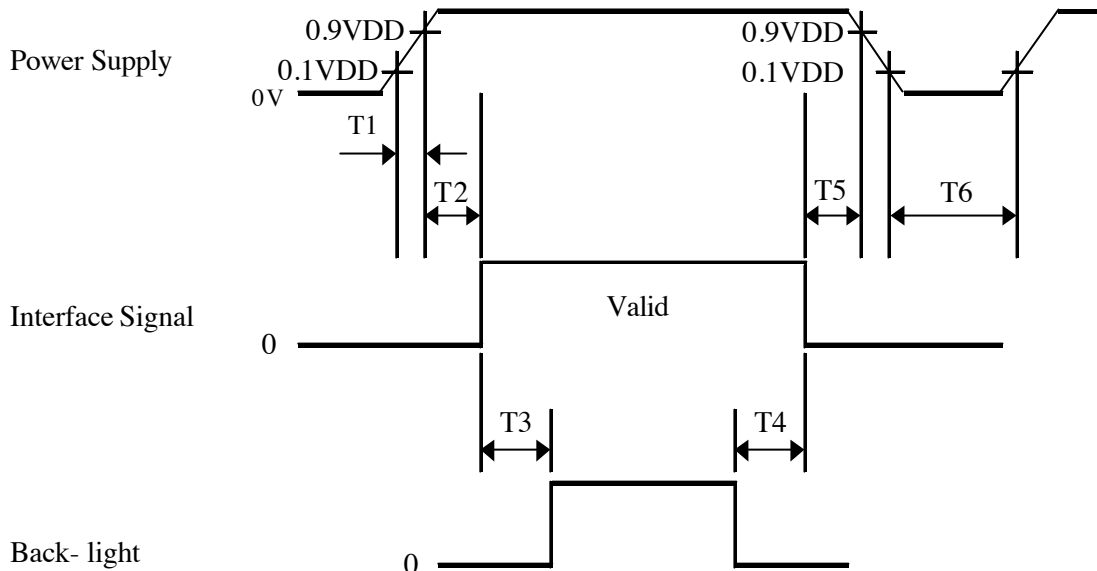 0.9VDD 0.9VDD
Power Supply
0.1VDD 0.1VDD
0V
T1
T2 T5 T6
Interface Signal Valid
0
T3 T4
Back- light 0